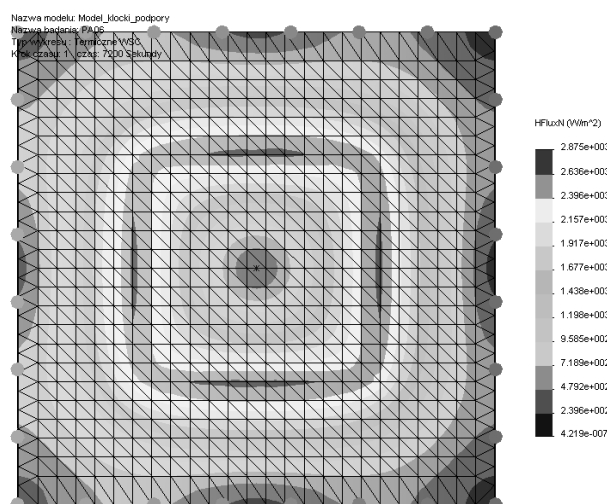 Nazwa modelu: Model_klocki_podpory
Nazwa badania: PA06
Typ wykresu: Termiczne WSC
Krok czasu: 1 czas: 7200 Sekundy
HFluxN (W/m^2)
2.875e+003
2.636e+003
2.396e+003
2.157e+003
1.917e+003
1.677e+003
1.438e+003
1.198e+003
9.585e+002
7.189e+002
4.792e+002
2.396e+002
4.219e-007